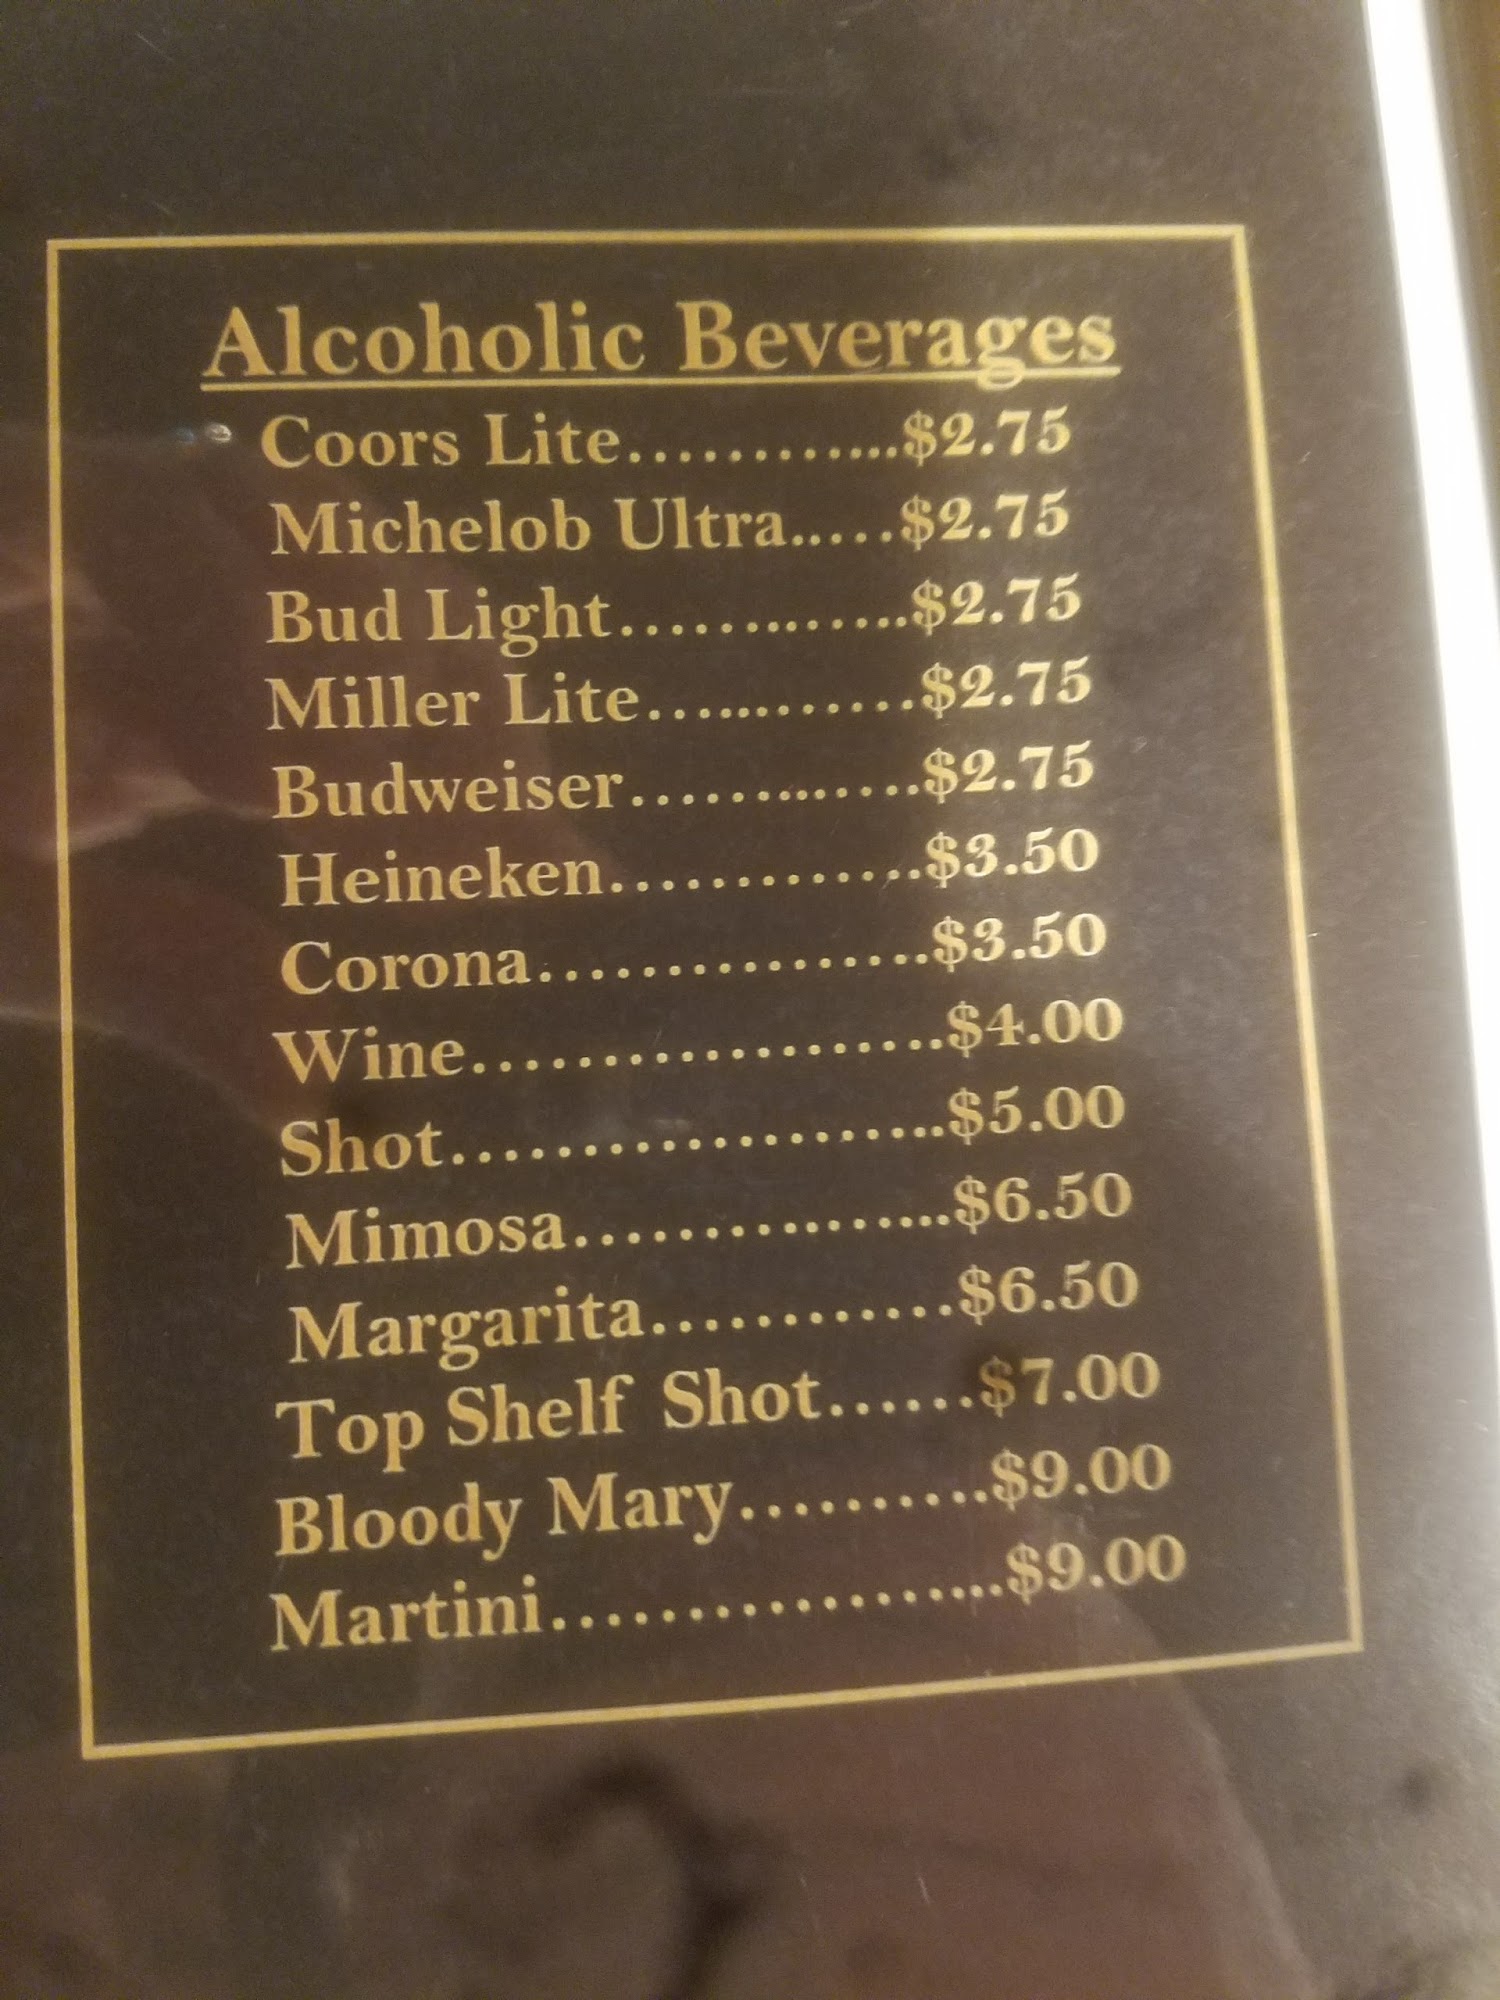 Alcoholic Beverages
Coors Lite............$2.75
Michelob Ultra.....$2.75
Bud Light............$2.75
Miller Lite............$2.75
Budweiser............$2.75
Heineken.............$3.50
Corona................$3.50
Wine...................$4.00
Shot....................$5.00
Mimosa...............$6.50
Margarita............$6.50
Top Shelf Shot......$7.00
Bloody Mary..........$9.00
Martini.................$9.00